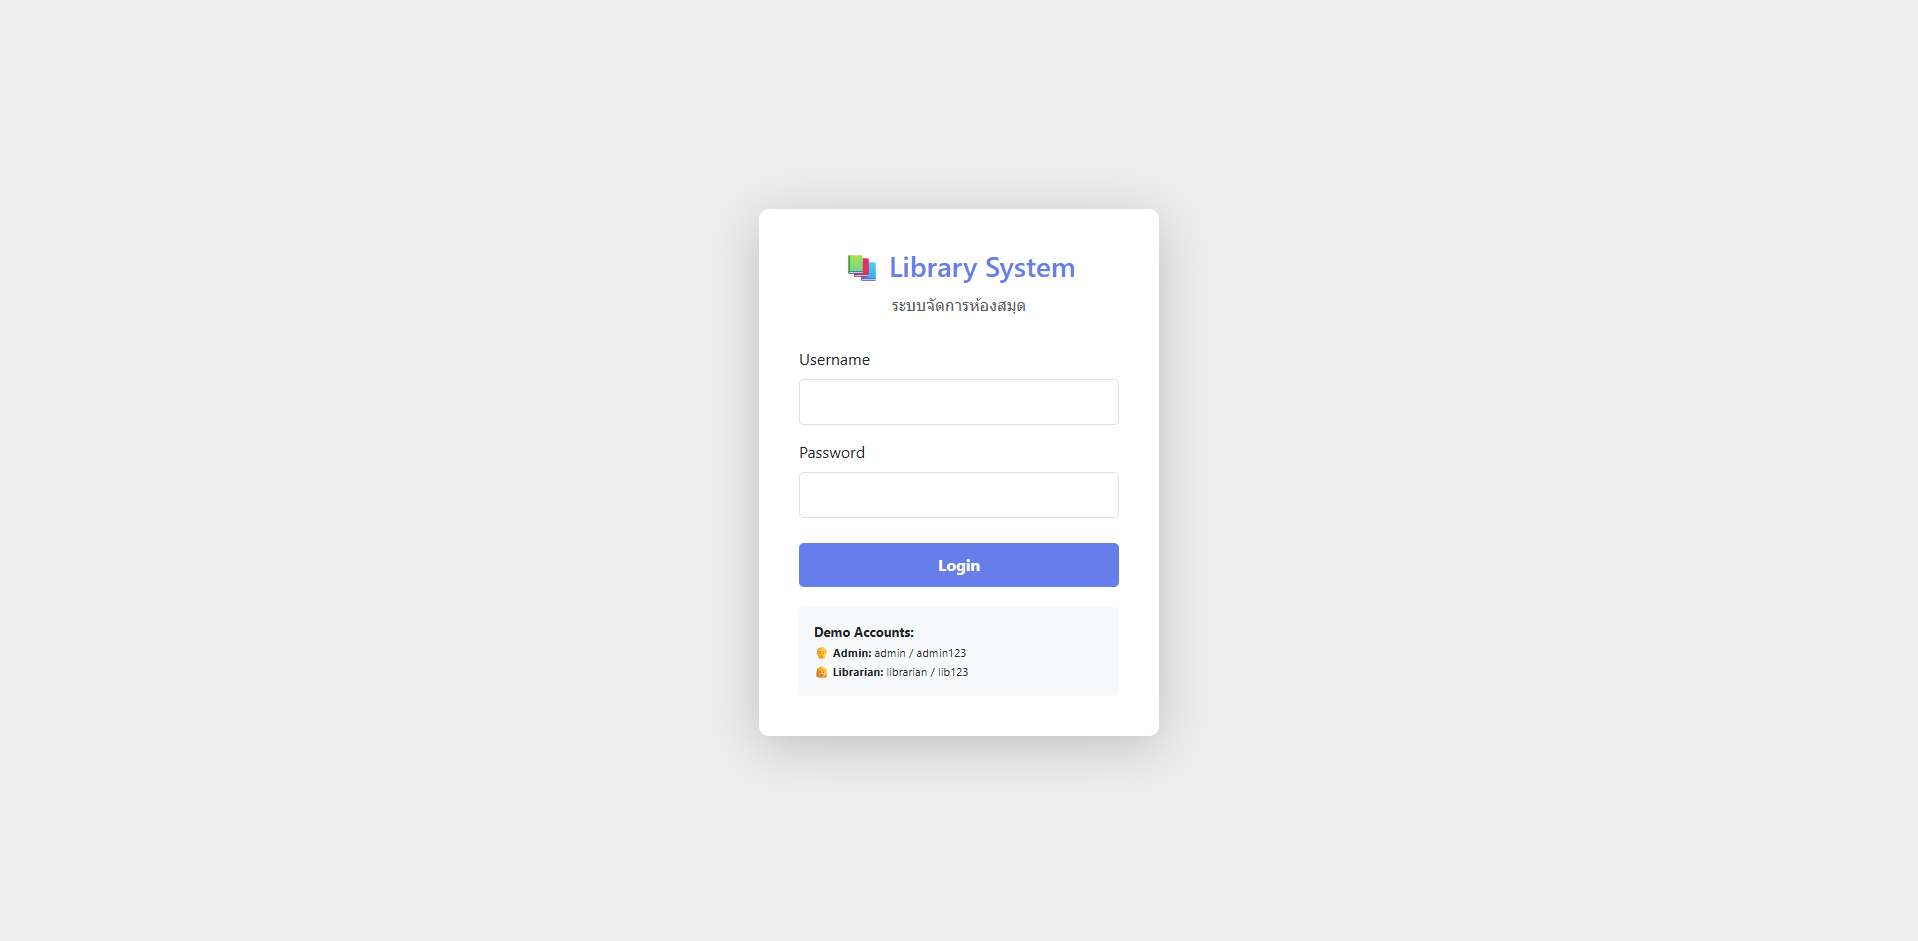 Library System
ระบบจัดการห้องสมุด
Username
Password
Login
Demo Accounts:
Admin: admin / admin123
Librarian: librarian / lib123